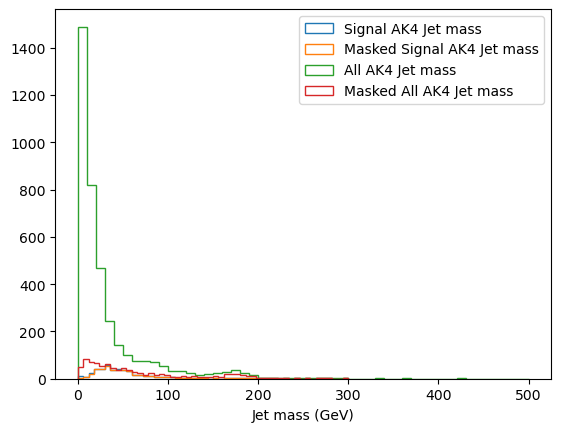 Signal AK4 Jet mass
Masked Signal AK4 Jet mass
All AK4 Jet mass
Masked All AK4 Jet mass
1400
1200
1000
800
600
400
200
0
0 100 200 300 400 500
Jet mass (GeV)